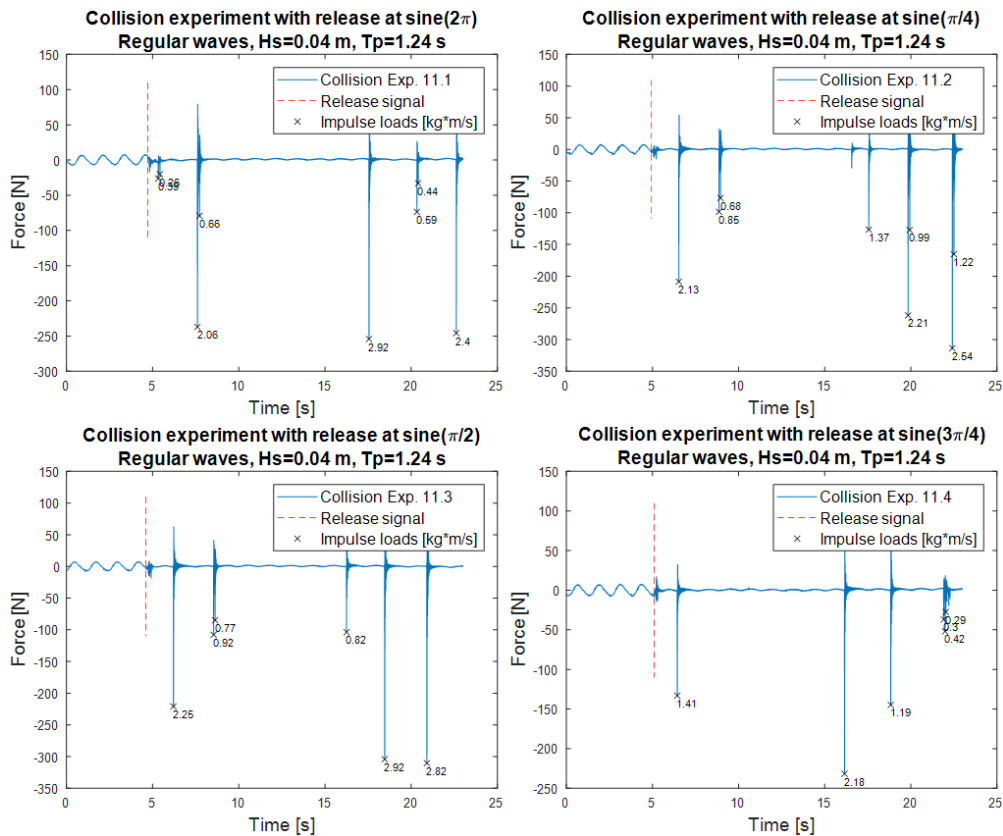 Collision experiment with release at sine(2π)
Regular waves, Hs=0.04 m, Tp=1.24 s
150
100
50
0
-50
-100
-150
-200
-250
-300
Force [N]
Collision Exp. 11.1
Release signal
Impulse loads [kg*m/s]
0.26
0.39
0.66
2.06
2.92
0.44
0.59
2.4
0 5 10 15 20 25
Time [s]
Collision experiment with release at sine(π/4)
Regular waves, Hs=0.04 m, Tp=1.24 s
150
100
50
0
-50
-100
-150
-200
-250
-300
-350
Force [N]
Collision Exp. 11.2
Release signal
Impulse loads [kg*m/s]
2.13
0.68
0.85
1.37
0.99
2.21
1.22
2.54
0 5 10 15 20 25
Time [s]
Collision experiment with release at sine(π/2)
Regular waves, Hs=0.04 m, Tp=1.24 s
150
100
50
0
-50
-100
-150
-200
-250
-300
-350
Force [N]
Collision Exp. 11.3
Release signal
Impulse loads [kg*m/s]
2.25
0.77
0.92
0.82
2.92
2.82
0 5 10 15 20 25
Time [s]
Collision experiment with release at sine(3π/4)
Regular waves, Hs=0.04 m, Tp=1.24 s
150
100
50
0
-50
-100
-150
-200
-250
Force [N]
Collision Exp. 11.4
Release signal
Impulse loads [kg*m/s]
1.41
2.18
1.19
0.29
0.3
0.42
0 5 10 15 20 25
Time [s]